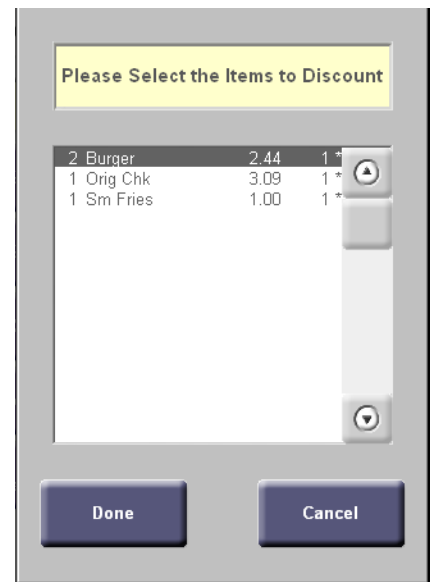 Please Select the Items to Discount
2 Burger 2.44 1 *
1 Orig Chk 3.09 1 *
1 Sm Fries 1.00 1 *
Done Cancel